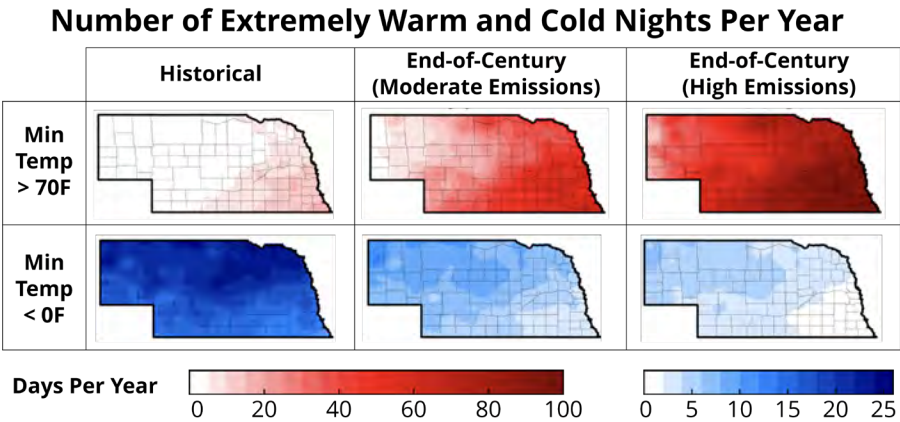 Number of Extremely Warm and Cold Nights Per Year
Historical
End-of-Century
(Moderate Emissions)
End-of-Century
(High Emissions)
Min
Temp
> 70F
Min
Temp
< 0F
Days Per Year
0 20 40 60 80 100
0 5 10 15 20 25